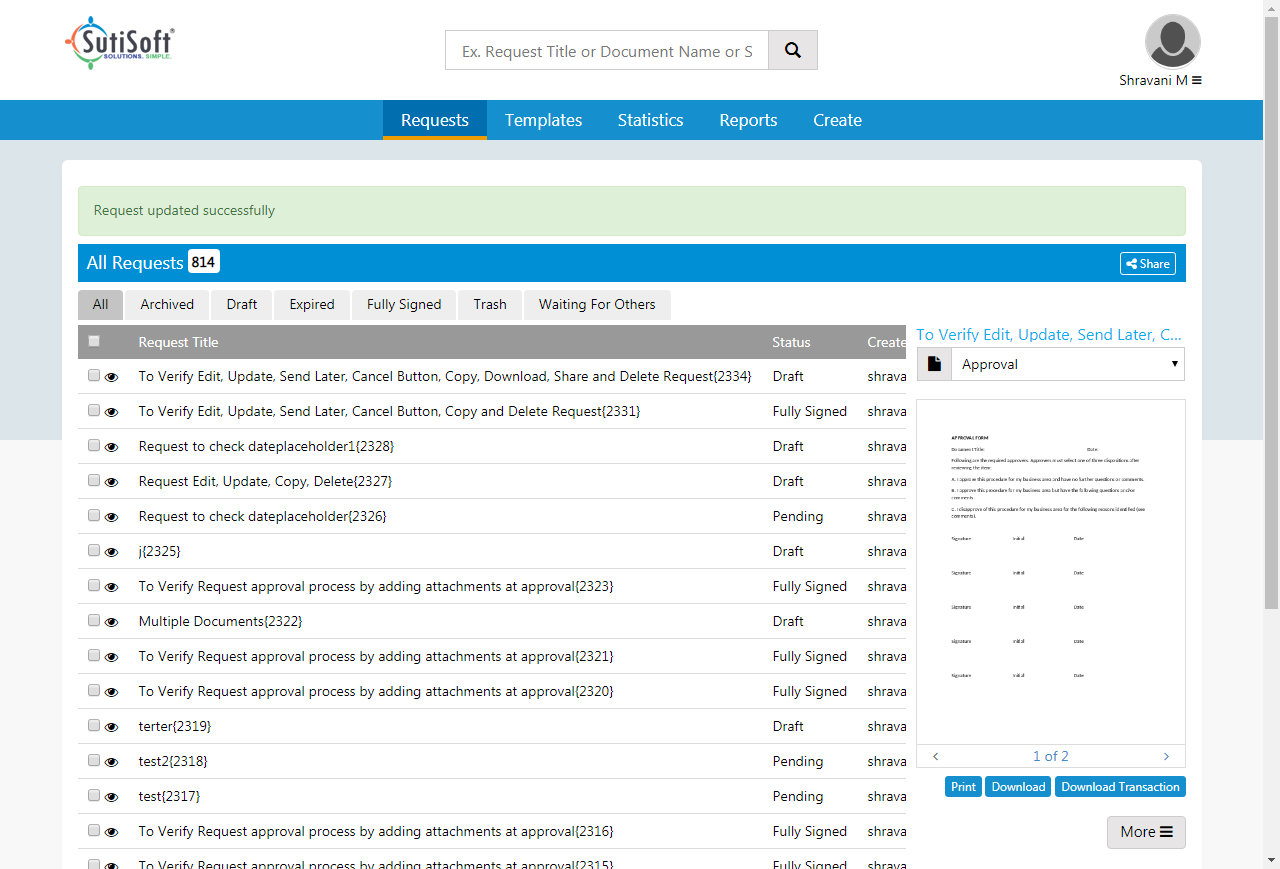 SutiSoft®
SOLUTIONS. SIMPLE.
Ex. Request Title or Document Name or S
Shravani M
Requests Templates Statistics Reports Create
Request updated successfully
All Requests 814
Share
All Archived Draft Expired Fully Signed Trash Waiting For Others
Request Title Status Create
To Verify Edit, Update, Send Later, Cancel Button, Copy, Download, Share and Delete Request{2334} Draft shrava
To Verify Edit, Update, Send Later, Cancel Button, Copy and Delete Request{2331} Fully Signed shrava
Request to check dateplaceholder1{2328} Draft shrava
Request Edit, Update, Copy, Delete{2327} Draft shrava
Request to check dateplaceholder{2326} Pending shrava
j{2325} Draft shrava
To Verify Request approval process by adding attachments at approval{2323} Fully Signed shrava
Multiple Documents{2322} Draft shrava
To Verify Request approval process by adding attachments at approval{2321} Fully Signed shrava
To Verify Request approval process by adding attachments at approval{2320} Fully Signed shrava
terter{2319} Draft shrava
test2{2318} Pending shrava
test{2317} Pending shrava
To Verify Request approval process by adding attachments at approval{2316} Fully Signed shrava
To Verify Request approval process by adding attachments at approval{2315} Fully Signed shrava
To Verify Edit, Update, Send Later, C...
Approval
APPROVAL FORM
Document Title: Date:
Following are the required approvers. Approvers must select one of three dispositions after
reviewing the item:
A. I approve this procedure for my business area and have no further questions or comments.
B. I approve this procedure for my business area but have the following questions and/or
comments.
C. I disapprove of this procedure for my business area for the following reasons identified (see
comments).
Signature Initial Date
Signature Initial Date
Signature Initial Date
Signature Initial Date
Signature Initial Date
1 of 2
Print Download Download Transaction
More